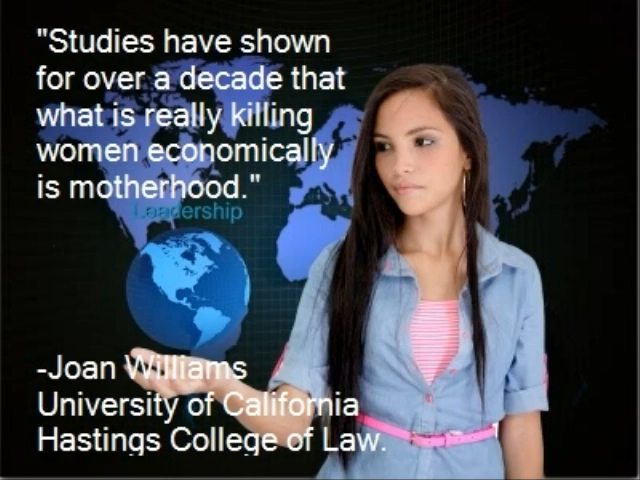 "Studies have shown
for over a decade that
what is really killing
women economically
is motherhood."
Leadership
-Joan Williams
University of California
Hastings College of Law.